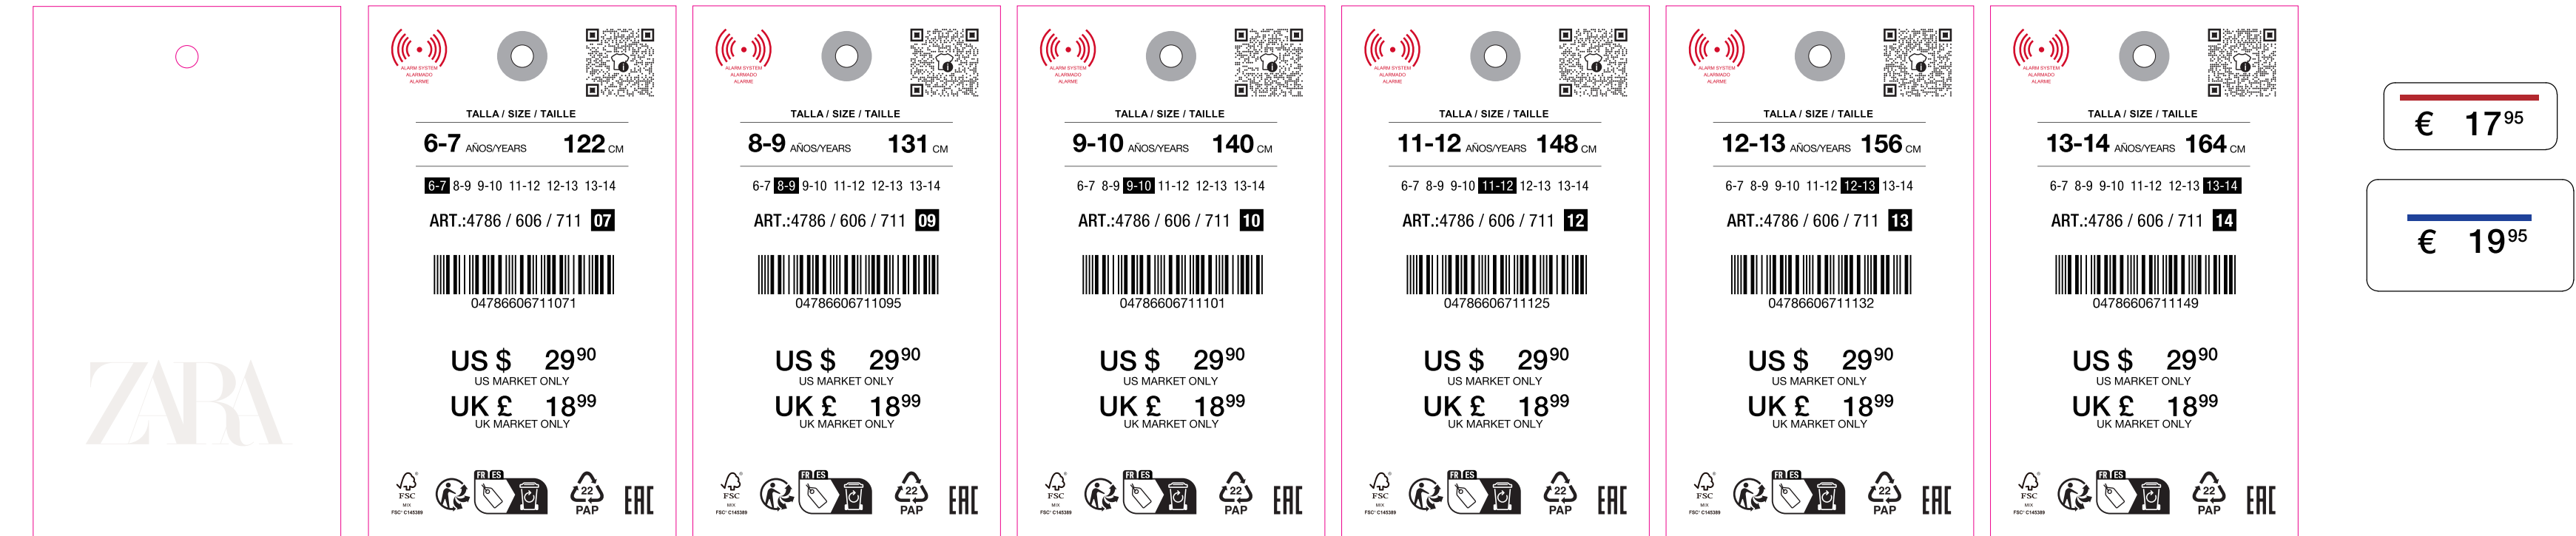 ZARA
ALARM SYSTEM
ALARMADO
ALARME
TALLA / SIZE / TAILLE
6-7 AÑOS/YEARS 122 CM
6-7 8-9 9-10 11-12 12-13 13-14
ART.:4786 / 606 / 711 07
04786606711071
US $ 29 90
US MARKET ONLY
UK £ 18 99
UK MARKET ONLY
FSC
MIX
FSC® C145389
FR ES
22
PAP
EAC
ALARM SYSTEM
ALARMADO
ALARME
TALLA / SIZE / TAILLE
8-9 AÑOS/YEARS 131 CM
6-7 8-9 9-10 11-12 12-13 13-14
ART.:4786 / 606 / 711 09
04786606711095
US $ 29 90
US MARKET ONLY
UK £ 18 99
UK MARKET ONLY
FSC
MIX
FSC® C145389
FR ES
22
PAP
EAC
ALARM SYSTEM
ALARMADO
ALARME
TALLA / SIZE / TAILLE
9-10 AÑOS/YEARS 140 CM
6-7 8-9 9-10 11-12 12-13 13-14
ART.:4786 / 606 / 711 10
04786606711101
US $ 29 90
US MARKET ONLY
UK £ 18 99
UK MARKET ONLY
FSC
MIX
FSC® C145389
FR ES
22
PAP
EAC
ALARM SYSTEM
ALARMADO
ALARME
TALLA / SIZE / TAILLE
11-12 AÑOS/YEARS 148 CM
6-7 8-9 9-10 11-12 12-13 13-14
ART.:4786 / 606 / 711 12
04786606711125
US $ 29 90
US MARKET ONLY
UK £ 18 99
UK MARKET ONLY
FSC
MIX
FSC® C145389
FR ES
22
PAP
EAC
ALARM SYSTEM
ALARMADO
ALARME
TALLA / SIZE / TAILLE
12-13 AÑOS/YEARS 156 CM
6-7 8-9 9-10 11-12 12-13 13-14
ART.:4786 / 606 / 711 13
04786606711132
US $ 29 90
US MARKET ONLY
UK £ 18 99
UK MARKET ONLY
FSC
MIX
FSC® C145389
FR ES
22
PAP
EAC
ALARM SYSTEM
ALARMADO
ALARME
TALLA / SIZE / TAILLE
13-14 AÑOS/YEARS 164 CM
6-7 8-9 9-10 11-12 12-13 13-14
ART.:4786 / 606 / 711 14
04786606711149
US $ 29 90
US MARKET ONLY
UK £ 18 99
UK MARKET ONLY
FSC
MIX
FSC® C145389
FR ES
22
PAP
EAC
€ 17 95
€ 19 95